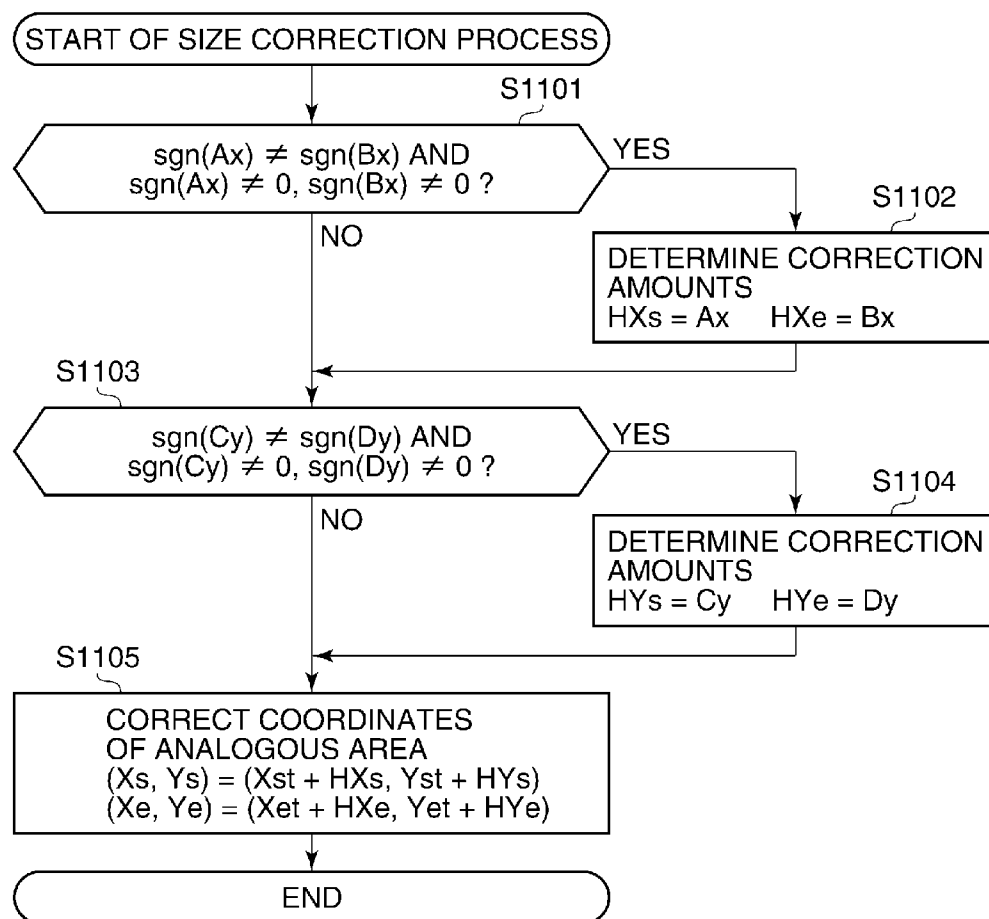 START OF SIZE CORRECTION PROCESS
S1101
sgn(Ax) ≠ sgn(Bx) AND
sgn(Ax) ≠ 0, sgn(Bx) ≠ 0 ?
YES
NO
S1102
DETERMINE CORRECTION
AMOUNTS
HXs = Ax HXe = Bx
S1103
sgn(Cy) ≠ sgn(Dy) AND
sgn(Cy) ≠ 0, sgn(Dy) ≠ 0 ?
YES
NO
S1104
DETERMINE CORRECTION
AMOUNTS
HYs = Cy HYe = Dy
S1105
CORRECT COORDINATES
OF ANALOGOUS AREA
(Xs, Ys) = (Xst + HXs, Yst + HYs)
(Xe, Ye) = (Xet + HXe, Yet + HYe)
END